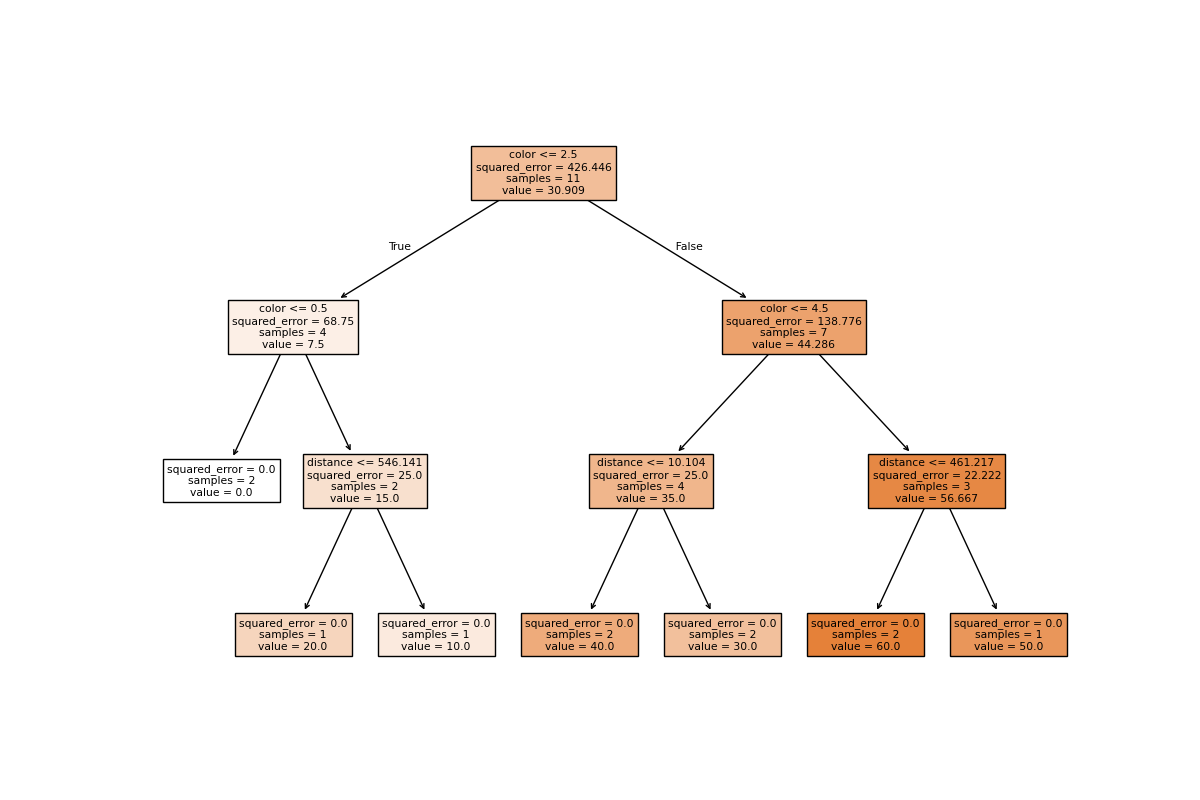 color <= 2.5
squared_error = 426.446
samples = 11
value = 30.909
True
False
color <= 0.5
squared_error = 68.75
samples = 4
value = 7.5
color <= 4.5
squared_error = 138.776
samples = 7
value = 44.286
squared_error = 0.0
samples = 2
value = 0.0
distance <= 546.141
squared_error = 25.0
samples = 2
value = 15.0
distance <= 10.104
squared_error = 25.0
samples = 4
value = 35.0
distance <= 461.217
squared_error = 22.222
samples = 3
value = 56.667
squared_error = 0.0
samples = 1
value = 20.0
squared_error = 0.0
samples = 1
value = 10.0
squared_error = 0.0
samples = 2
value = 40.0
squared_error = 0.0
samples = 2
value = 30.0
squared_error = 0.0
samples = 2
value = 60.0
squared_error = 0.0
samples = 1
value = 50.0